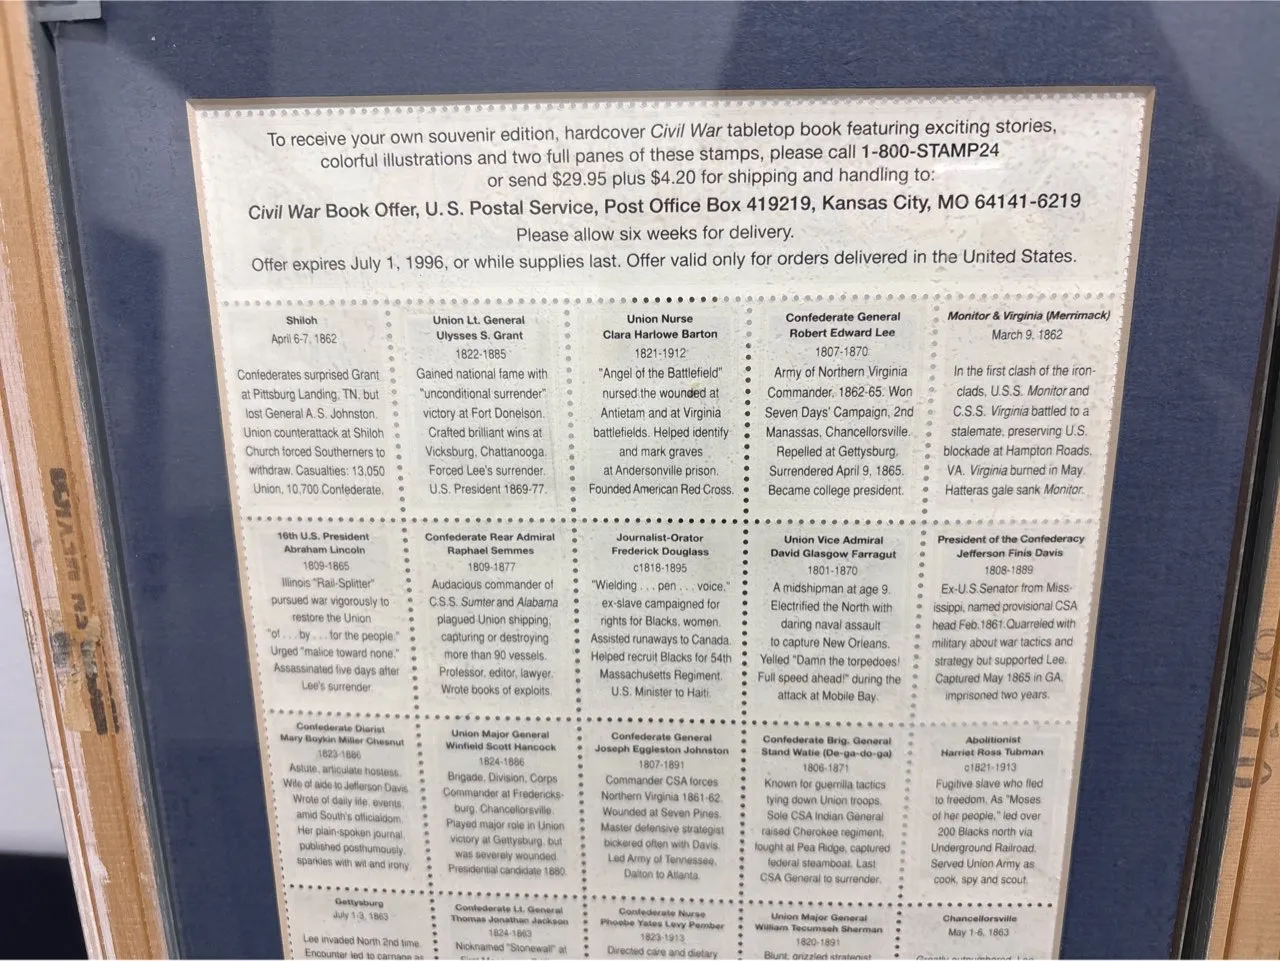 To receive your own souvenir edition, hardcover Civil War tabletop book featuring exciting stories,
colorful illustrations and two full panes of these stamps, please call 1-800-STAMP24
or send $29.95 plus $4.20 for shipping and handling to:
Civil War Book Offer, U. S. Postal Service, Post Office Box 419219, Kansas City, MO 64141-6219
Please allow six weeks for delivery.
Offer expires July 1, 1996, or while supplies last. Offer valid only for orders delivered in the United States.
Shiloh
April 6-7, 1862
Confederates surprised Grant
at Pittsburg Landing, TN, but
lost General A. S. Johnston.
Union counterattack at Shiloh
Church forced Southerners to
withdraw. Casualties: 13,050
Union, 10,700 Confederate.
Union Lt. General
Ulysses S. Grant
1822-1885
Gained national fame with
"unconditional surrender"
victory at Fort Donelson.
Crafted brilliant wins at
Vicksburg, Chattanooga.
Forced Lee's surrender.
U.S. President 1869-77.
Union Nurse
Clara Harlowe Barton
1821-1912
"Angel of the Battlefield"
nursed the wounded at
Antietam and at Virginia
battlefields. Helped identify
and mark graves
at Andersonville prison.
Founded American Red Cross.
Confederate General
Robert Edward Lee
1807-1870
Army of Northern Virginia
Commander, 1862-65. Won
Seven Days' Campaign, 2nd
Manassas, Chancellorsville.
Repelled at Gettysburg.
Surrendered April 9, 1865.
Became college president.
Monitor & Virginia (Merrimack)
March 9, 1862
In the first clash of the iron-
clads, U.S.S. Monitor and
C.S.S. Virginia battled to a
stalemate, preserving U.S.
blockade at Hampton Roads,
VA. Virginia burned in May.
Hatteras gale sank Monitor.
16th U.S. President
Abraham Lincoln
1809-1865
Illinois "Rail-Splitter"
pursued war vigorously to
restore the Union
"of . . . by . . . for the people."
Urged "malice toward none."
Assassinated five days after
Lee's surrender.
Confederate Rear Admiral
Raphael Semmes
1809-1877
Audacious commander of
C.S.S. Sumter and Alabama
plagued Union shipping,
capturing or destroying
more than 90 vessels.
Professor, editor, lawyer.
Wrote books of exploits.
Journalist-Orator
Frederick Douglass
c1818-1895
"Wielding . . . pen . . . voice,"
ex-slave campaigned for
rights for Blacks, women.
Assisted runaways to Canada.
Helped recruit Blacks for 54th
Massachusetts Regiment.
U.S. Minister to Haiti.
Union Vice Admiral
David Glasgow Farragut
1801-1870
A midshipman at age 9.
Electrified the North with
daring naval assault
to capture New Orleans.
Yelled "Damn the torpedoes!
Full speed ahead!" during the
attack at Mobile Bay.
President of the Confederacy
Jefferson Finis Davis
1808-1889
Ex-U.S.Senator from Miss-
issippi, named provisional CSA
head Feb.1861.Quarreled with
military about war tactics and
strategy but supported Lee.
Captured May 1865 in GA,
imprisoned two years.
Confederate Diarist
Mary Boykin Miller Chesnut
1823-1886
Astute, articulate hostess.
Wife of aide to Jefferson Davis.
Wrote of daily life, events,
amid South's officialdom.
Her plain-spoken journal,
published posthumously,
sparkles with wit and irony.
Union Major General
Winfield Scott Hancock
1824-1886
Brigade, Division, Corps
Commander at Fredericks-
burg, Chancellorsville.
Played major role in Union
victory at Gettysburg, but
was severely wounded.
Presidential candidate 1880.
Confederate General
Joseph Eggleston Johnston
1807-1891
Commander CSA forces
Northern Virginia 1861-62.
Wounded at Seven Pines.
Master defensive strategist
bickered often with Davis.
Led Army of Tennessee,
Dalton to Atlanta.
Confederate Brig. General
Stand Watie (De-ga-do-ga)
1806-1871
Known for guerrilla tactics
tying down Union troops.
Sole CSA Indian General
raised Cherokee regiment,
fought at Pea Ridge, captured
federal steamboat. Last
CSA General to surrender.
Abolitionist
Harriet Ross Tubman
c1821-1913
Fugitive slave who fled
to freedom. As "Moses
of her people," led over
200 Blacks north via
Underground Railroad.
Served Union Army as
cook, spy and scout.
Gettysburg
July 1-3, 1863
Lee invaded North 2nd time.
Encounter led to carnage as
Confederate Lt. General
Thomas Jonathan Jackson
1824-1863
Nicknamed "Stonewall" at
Confederate Nurse
Phoebe Yates Levy Pember
1823-1913
Directed care and dietary
Union Major General
William Tecumseh Sherman
1820-1891
Blunt, grizzled strategist
Chancellorsville
May 1-6, 1863